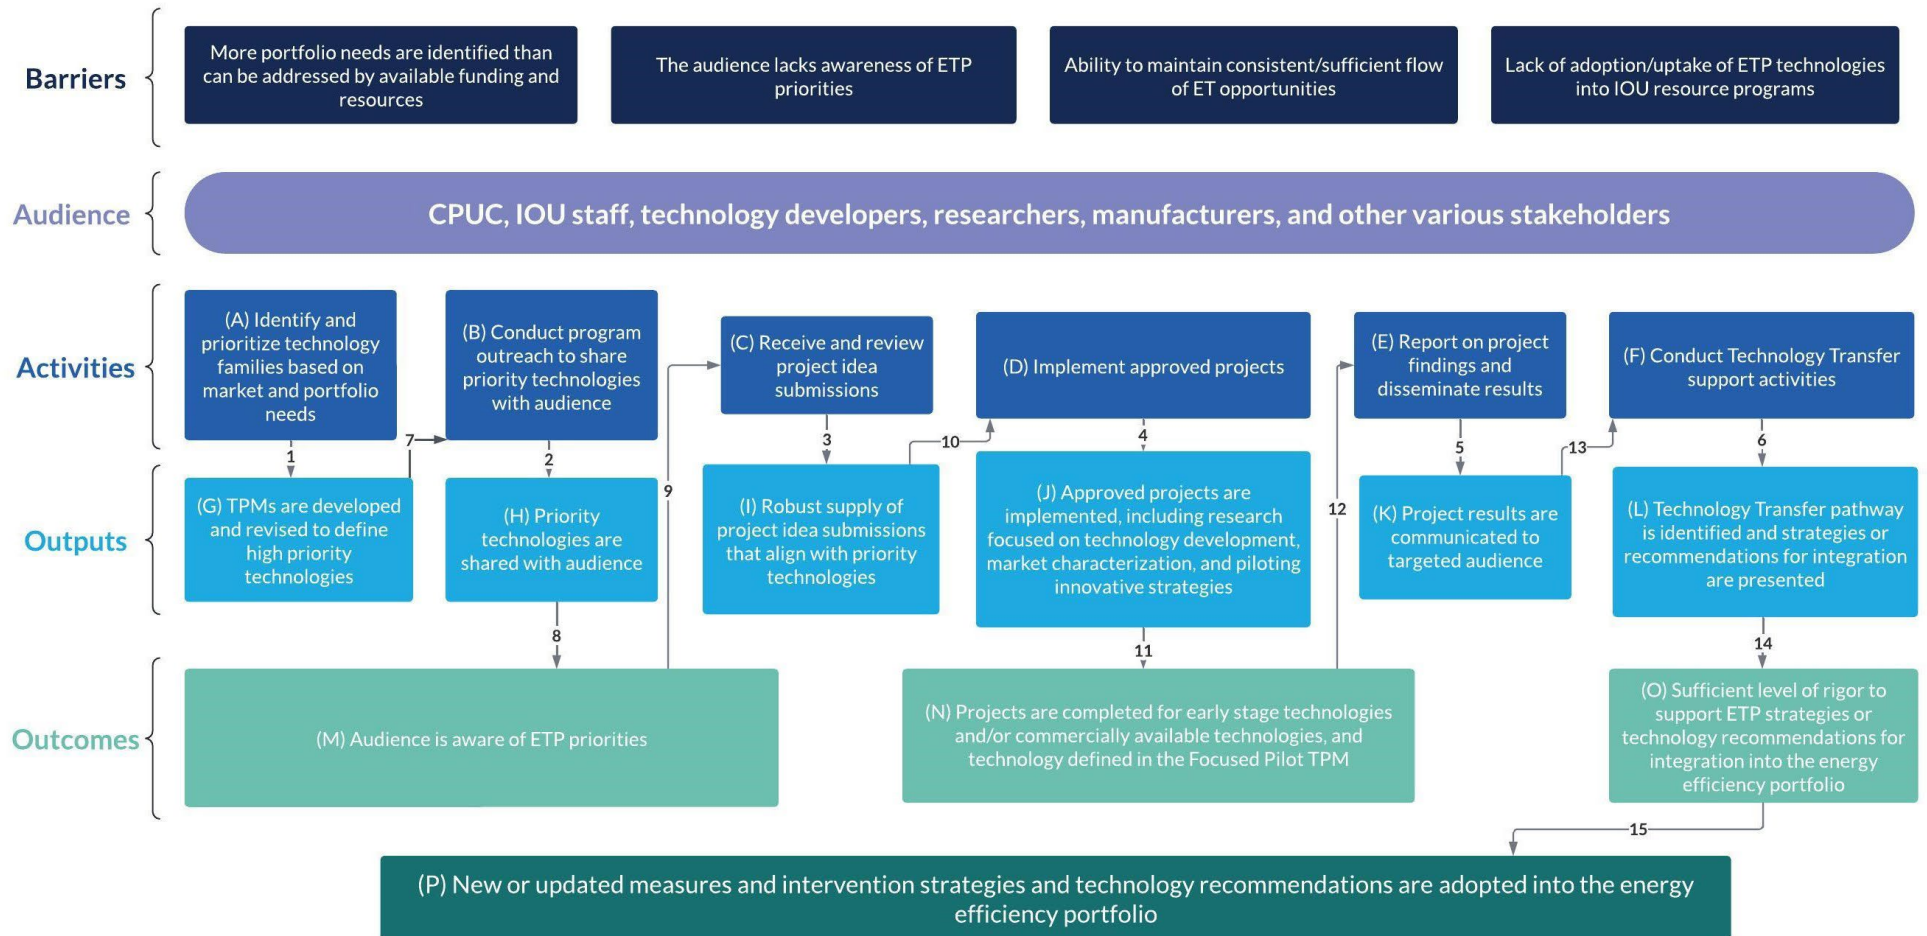 Barriers
More portfolio needs are identified than
can be addressed by available funding and
resources
The audience lacks awareness of ETP
priorities
Ability to maintain consistent/sufficient flow
of ET opportunities
Lack of adoption/uptake of ETP technologies
into IOU resource programs
Audience
CPUC, IOU staff, technology developers, researchers, manufacturers, and other various stakeholders
Activities
(A) Identify and
prioritize technology
families based on
market and portfolio
needs
(B) Conduct program
outreach to share
priority technologies
with audience
(C) Receive and review
project idea
submissions
(D) Implement approved projects
(E) Report on project
findings and
disseminate results
(F) Conduct Technology Transfer
support activities
1
7
2
9
3
10
4
12
5
13
6
Outputs
(G) TPMs are developed
and revised to define
high priority
technologies
(H) Priority
technologies are
shared with audience
(I) Robust supply of
project idea submissions
that align with priority
technologies
(J) Approved projects are
implemented, including research
focused on technology development,
market characterization, and piloting
innovative strategies
(K) Project results are
communicated to
targeted audience
(L) Technology Transfer pathway
is identified and strategies or
recommendations for integration
are presented
8
11
14
Outcomes
(M) Audience is aware of ETP priorities
(N) Projects are completed for early stage technologies
and/or commercially available technologies, and
technology defined in the Focused Pilot TPM
(O) Sufficient level of rigor to
support ETP strategies or
technology recommendations for
integration into the energy
efficiency portfolio
15
(P) New or updated measures and intervention strategies and technology recommendations are adopted into the energy
efficiency portfolio